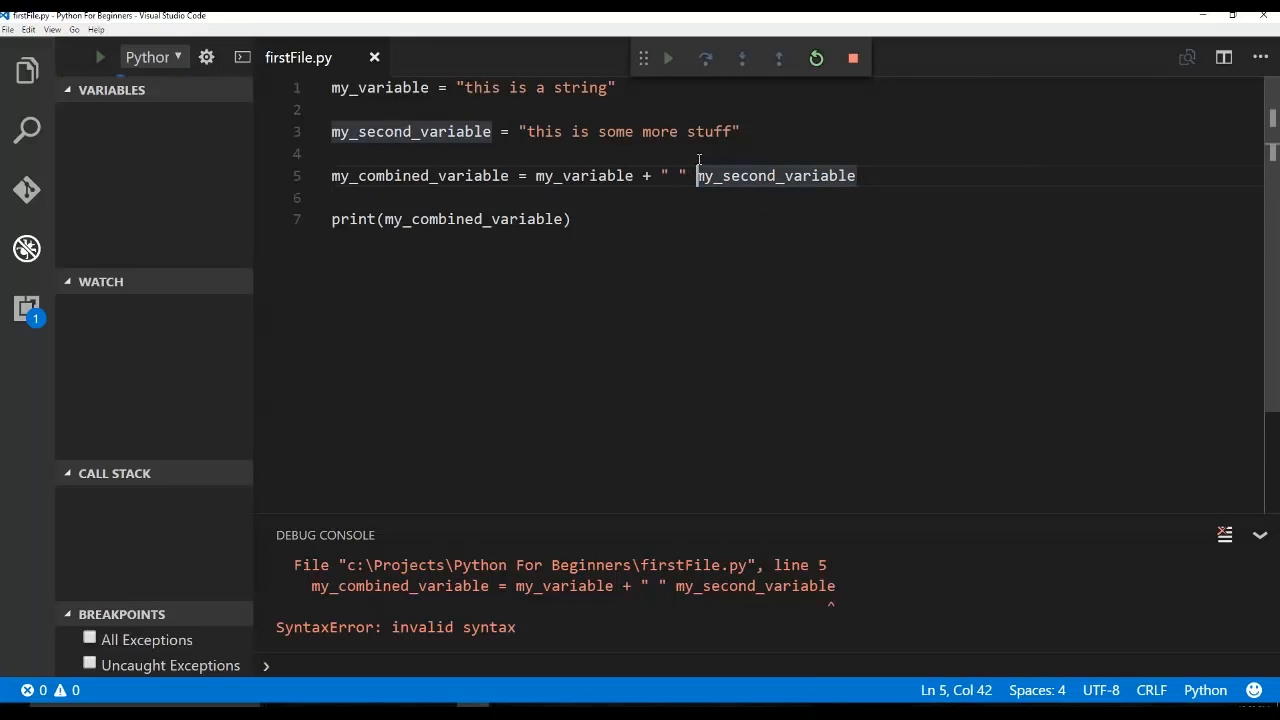 firstFile.py - Python For Beginners - Visual Studio Code
File Edit View Go Help
Python
firstFile.py
VARIABLES
1 my_variable = "this is a string"
2
3 my_second_variable = "this is some more stuff"
4
5 my_combined_variable = my_variable + " " my_second_variable
6
7 print(my_combined_variable)
WATCH
1
CALL STACK
DEBUG CONSOLE
File "c:\Projects\Python For Beginners\firstFile.py", line 5
my_combined_variable = my_variable + " " my_second_variable
^
SyntaxError: invalid syntax
BREAKPOINTS
All Exceptions
Uncaught Exceptions
0 0 Ln 5, Col 42 Spaces: 4 UTF-8 CRLF Python